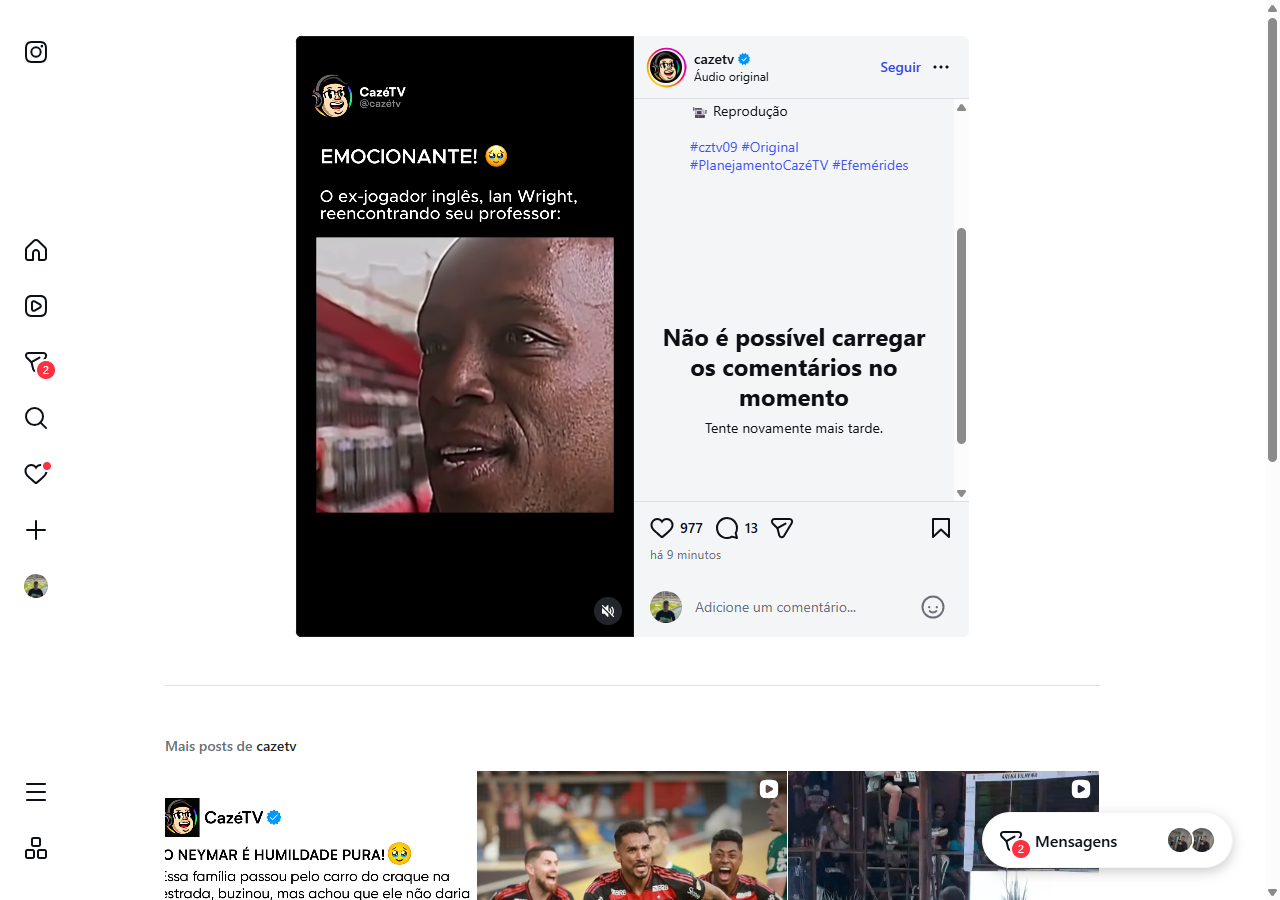 CazéTV
@cazétv
EMOCIONANTE! 🥹
O ex-jogador inglês, Ian Wright,
reencontrando seu professor:
cazetv
Áudio original
Seguir
Reprodução
#cztv09 #Original
#PlanejamentoCazéTV #Efemérides
Não é possível carregar
os comentários no
momento
Tente novamente mais tarde.
977
13
há 9 minutos
Adicione um comentário...
2
Mais posts de cazetv
CazéTV
O NEYMAR É HUMILDADE PURA! 🥹
Essa família passou pelo carro do craque na
estrada, buzinou, mas achou que ele não daria
2
Mensagens